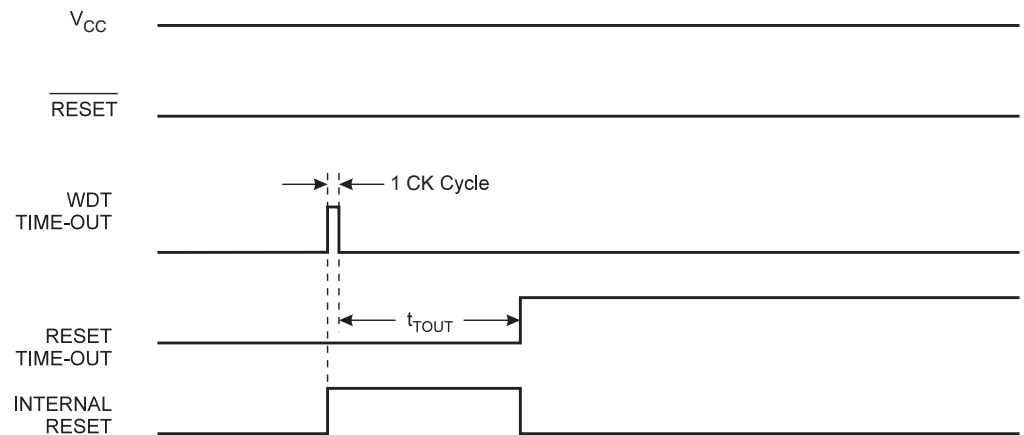 VCC
RESET
1 CK Cycle
WDT
TIME-OUT
tTOUT
RESET
TIME-OUT
INTERNAL
RESET